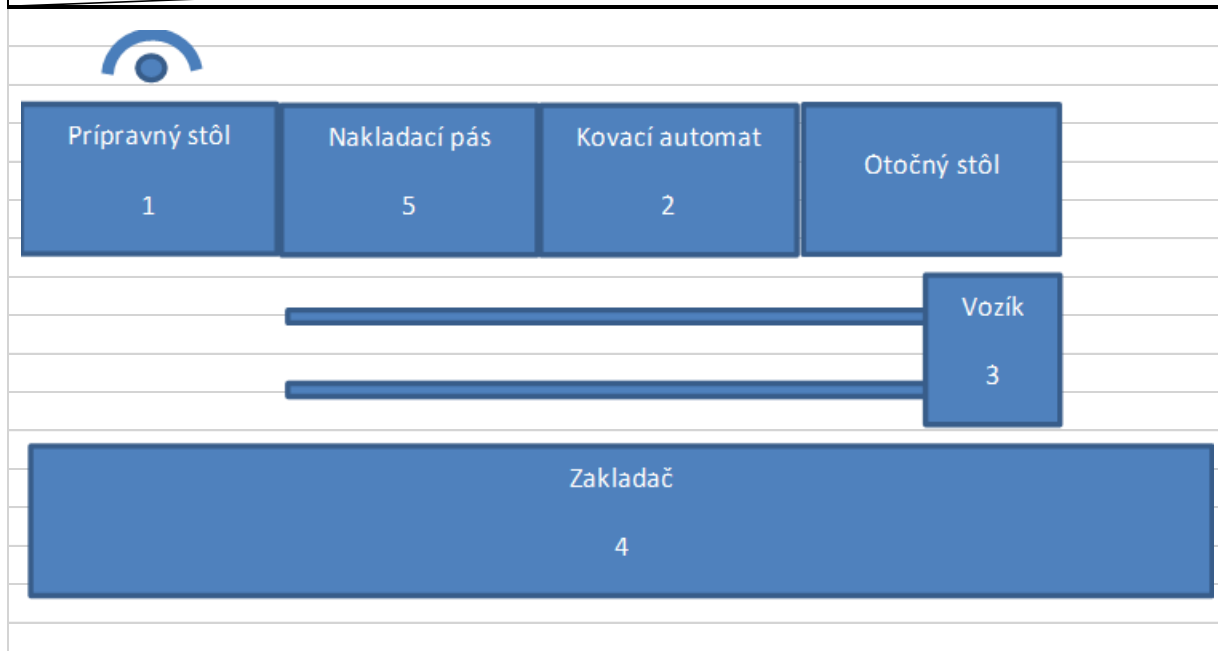 Prípravný stôl
1
Nakladací pás
5
Kovací automat
2
Otočný stôl
Vozík
3
Zakladač
4